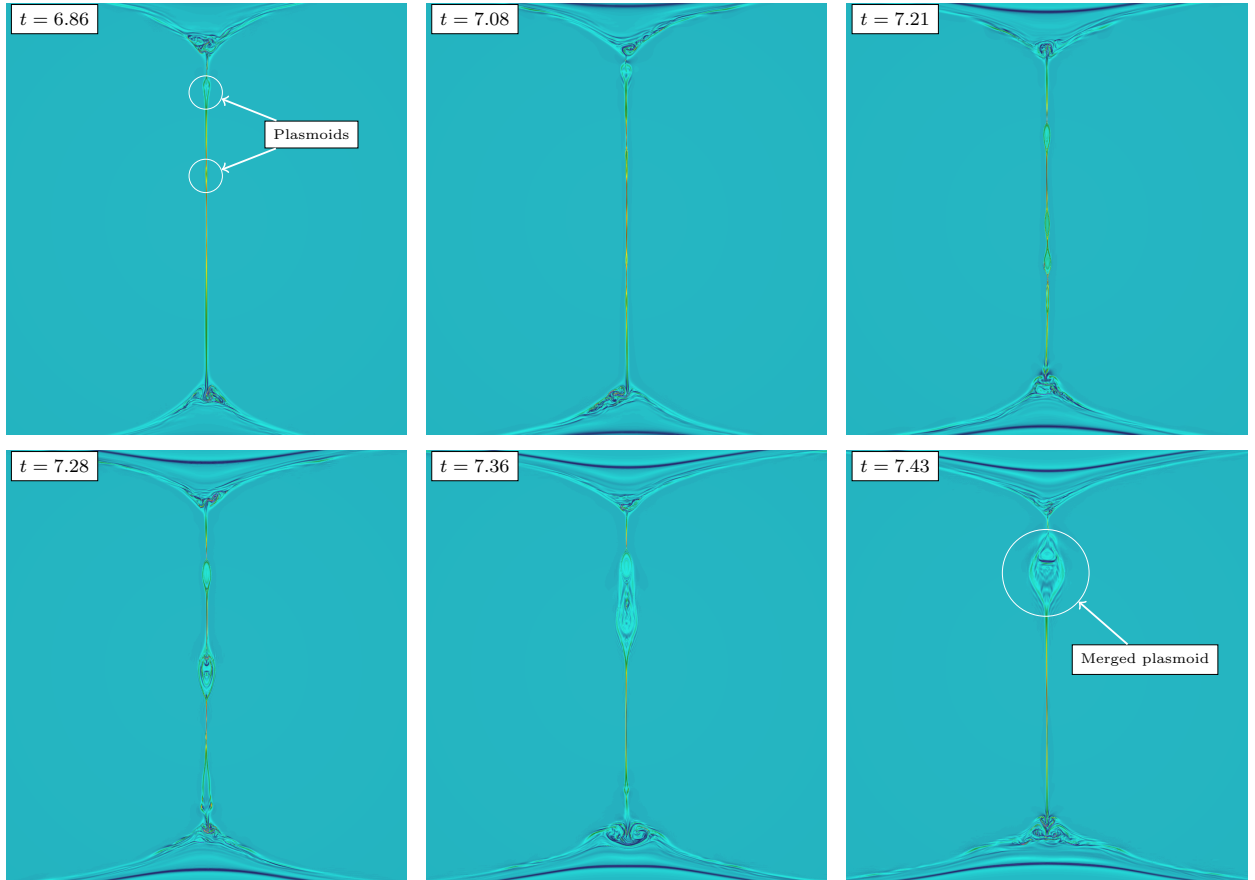 t = 6.86
t = 7.08
t = 7.21
Plasmoids
t = 7.28
t = 7.36
t = 7.43
Merged plasmoid